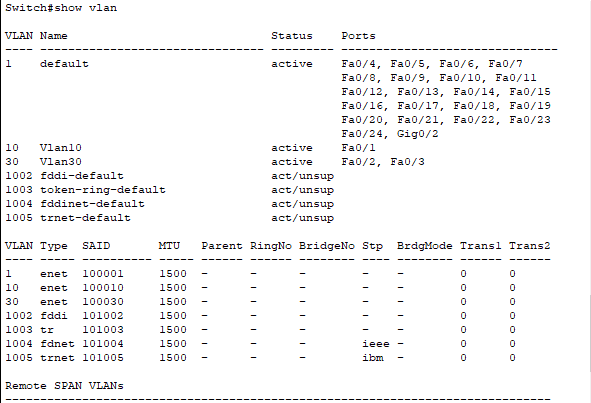 Switch#show vlan
VLAN Name                             Status    Ports
---- -------------------------------- --------- -------------------------------
1    default                          active    Fa0/4, Fa0/5, Fa0/6, Fa0/7
                                                Fa0/8, Fa0/9, Fa0/10, Fa0/11
                                                Fa0/12, Fa0/13, Fa0/14, Fa0/15
                                                Fa0/16, Fa0/17, Fa0/18, Fa0/19
                                                Fa0/20, Fa0/21, Fa0/22, Fa0/23
                                                Fa0/24, Gig0/2
10   Vlan10                           active    Fa0/1
30   Vlan30                           active    Fa0/2, Fa0/3
1002 fddi-default                     act/unsup
1003 token-ring-default               act/unsup
1004 fddinet-default                  act/unsup
1005 trnet-default                    act/unsup
VLAN Type  SAID       MTU   Parent RingNo BridgeNo Stp  BrdgMode Trans1 Trans2
---- ----- ---------- ----- ------ ------ -------- ---- -------- ------ ------
1    enet  100001     1500  -      -      -        -    -        0      0
10   enet  100010     1500  -      -      -        -    -        0      0
30   enet  100030     1500  -      -      -        -    -        0      0
1002 fddi  101002     1500  -      -      -        -    -        0      0
1003 tr    101003     1500  -      -      -        -    -        0      0
1004 fdnet 101004     1500  -      -      -        ieee -        0      0
1005 trnet 101005     1500  -      -      -        ibm  -        0      0
Remote SPAN VLANs
------------------------------------------------------------------------------